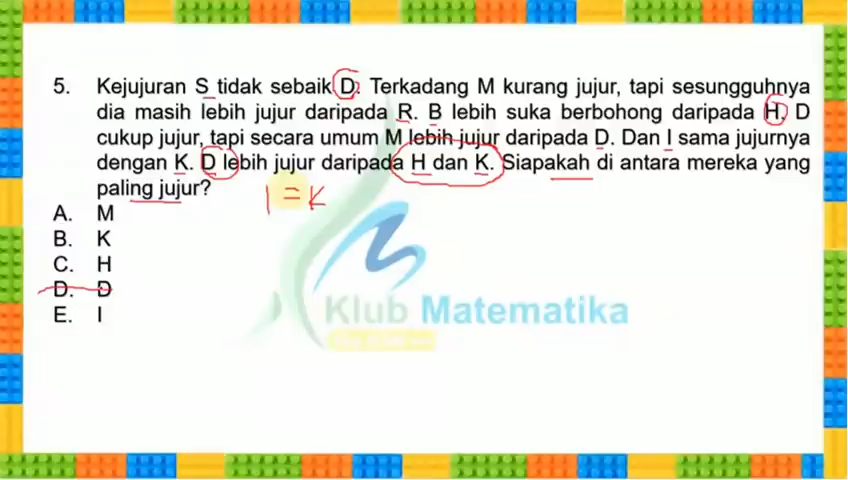 5. Kejujuran S tidak sebaik D. Terkadang M kurang jujur, tapi sesungguhnya
dia masih lebih jujur daripada R. B lebih suka berbohong daripada H. D
cukup jujur, tapi secara umum M lebih jujur daripada D. Dan I sama jujurnya
dengan K. D lebih jujur daripada H dan K. Siapakah di antara mereka yang
paling jujur?
I = K
A. M
B. K
C. H
D. D
E. I
Klub Matematika